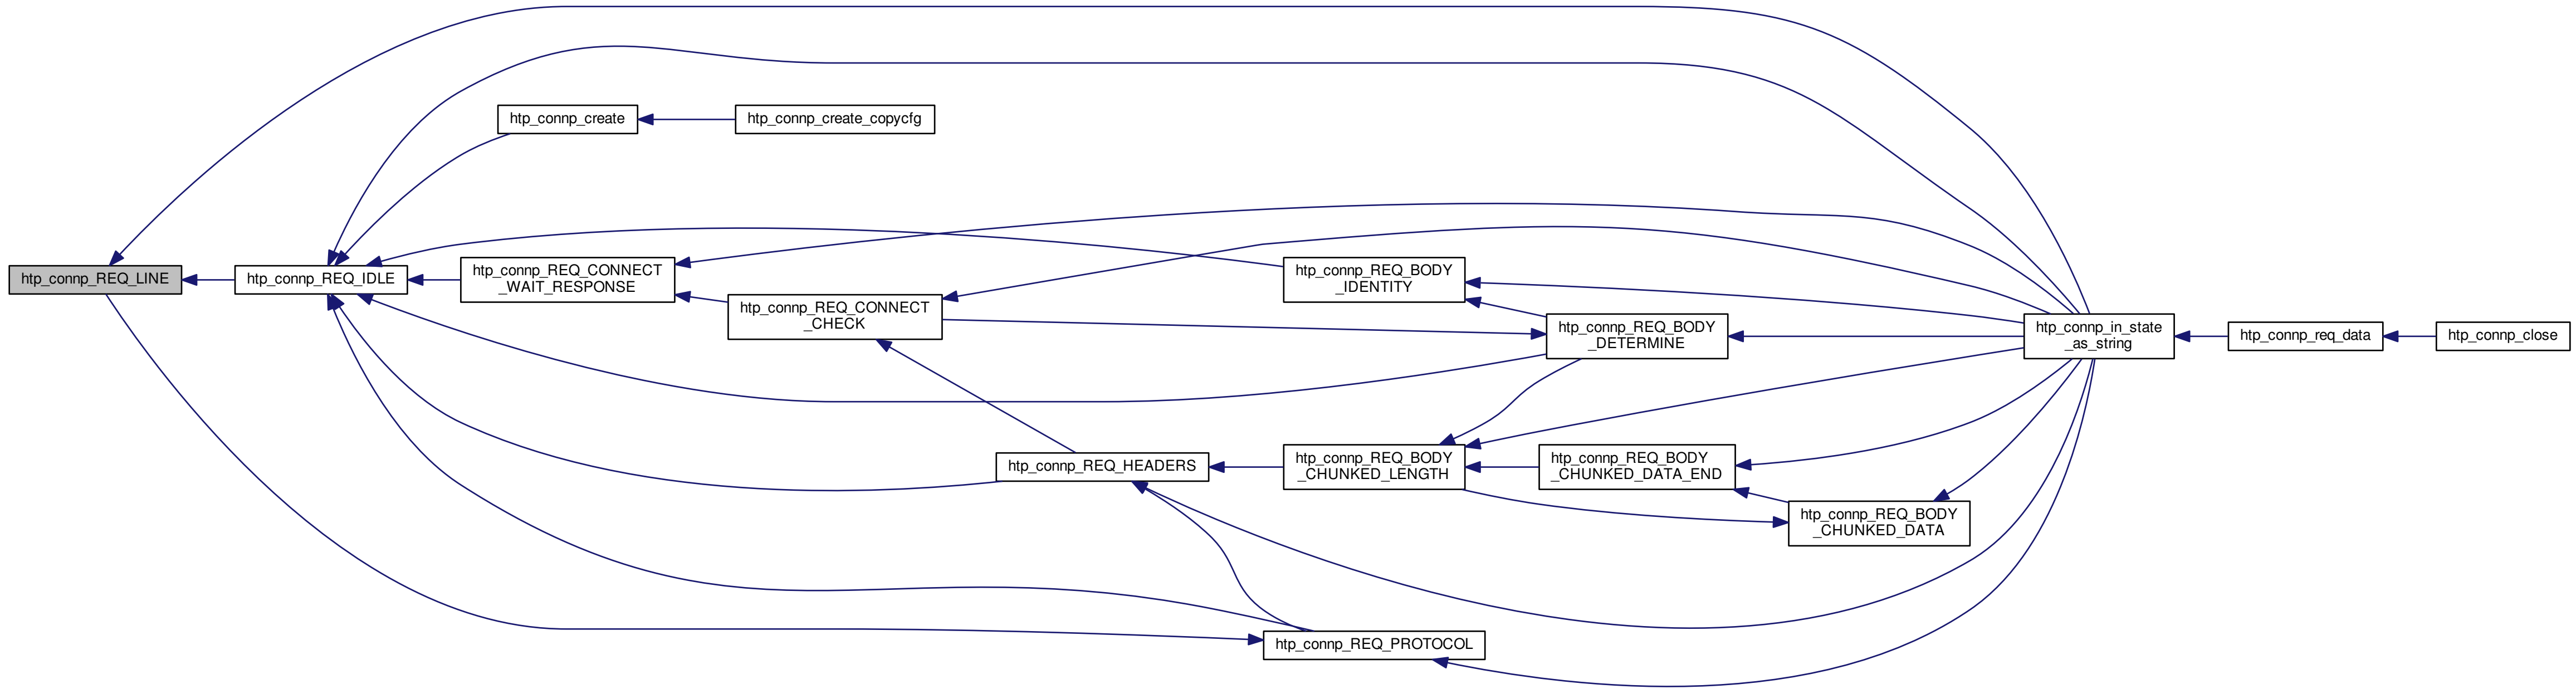 htp_connp_create
htp_connp_create_copycfg
htp_connp_REQ_LINE
htp_connp_REQ_IDLE
htp_connp_REQ_CONNECT
_WAIT_RESPONSE
htp_connp_REQ_CONNECT
_CHECK
htp_connp_REQ_BODY
_IDENTITY
htp_connp_REQ_BODY
_DETERMINE
htp_connp_in_state
_as_string
htp_connp_req_data
htp_connp_close
htp_connp_REQ_HEADERS
htp_connp_REQ_BODY
_CHUNKED_LENGTH
htp_connp_REQ_BODY
_CHUNKED_DATA_END
htp_connp_REQ_BODY
_CHUNKED_DATA
htp_connp_REQ_PROTOCOL